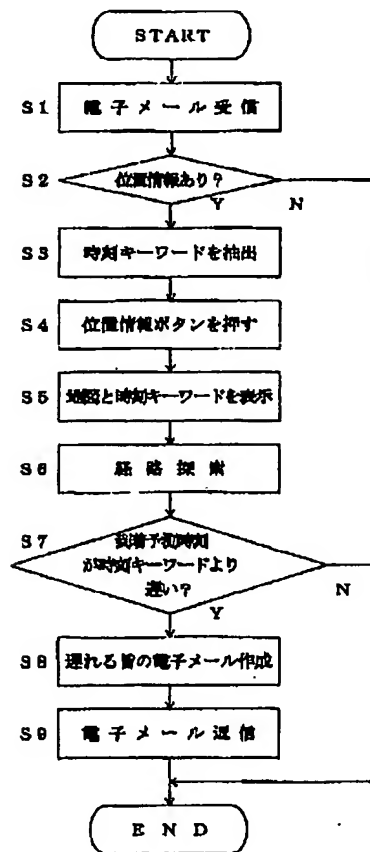 START
S1 電子メール受信
S2 位置情報あり?
Y N
S3 時刻キーワードを抽出
S4 位置情報ボタンを押す
S5 地図と時刻キーワードを表示
S6 経路探索
S7 到着予測時刻
が時刻キーワードより
遅い?
N
Y
S8 遅れる旨の電子メール作成
S9 電子メール返信
END